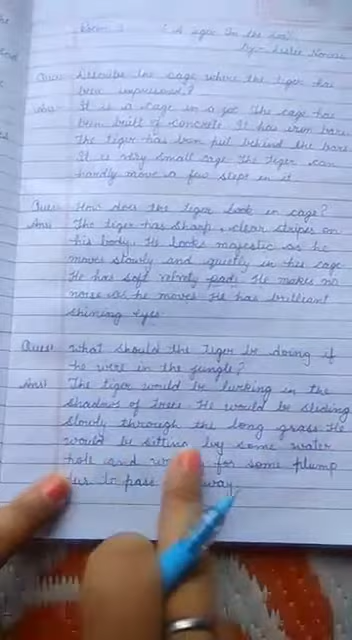 Poem 3 (A tiger In the zoo)
By:- Leslie Norris
Ques: Describe the cage where the tiger has
been imprisoned?
Ans: It is a cage in a zoo. The cage has
been built of concrete. It has iron bars.
The tiger has been put behind the bars
It is very small cage. The tiger can
hardly move a few steps in it.
Ques: How does the tiger look in cage?
Ans: The tiger has sharp, clear stripes on
his body. He looks majestic as he
moves slowly and quietly in his cage
He has soft velvety pads. He makes no
noise as he moves. He has brilliant
shining eyes.
Ques: What should the tiger be doing if
he were in the jungle?
Ans: The tiger would be lurking in the
shadows of trees. He would be sliding
slowly through the long grass. He
would be sitting by some water
hole and for some plump
to pass way.